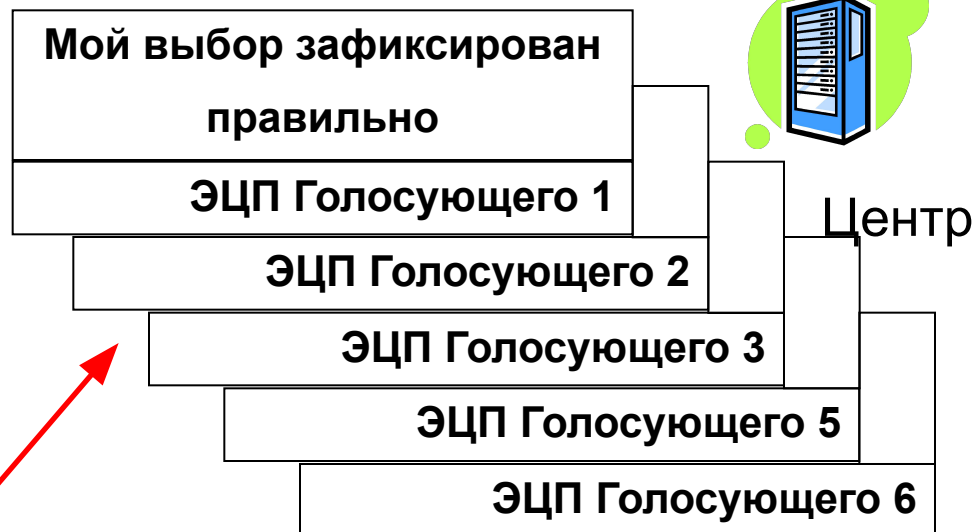 Мой выбор зафиксирован
правильно
ЭЦП Голосующего 1
Центр
ЭЦП Голосующего 2
ЭЦП Голосующего 3
ЭЦП Голосующего 5
ЭЦП Голосующего 6